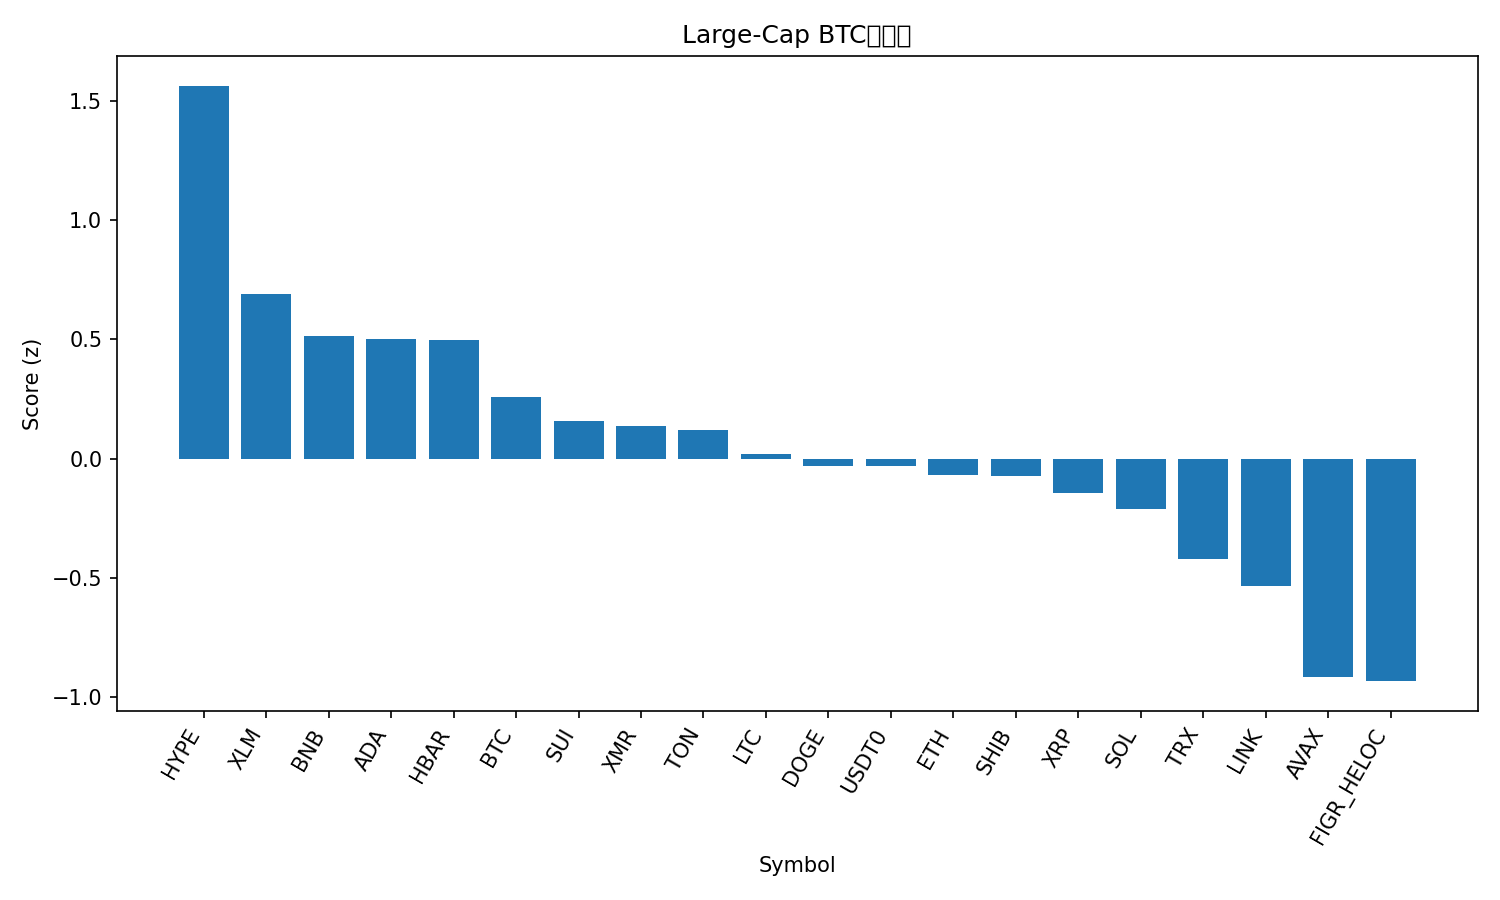 Large-Cap BTC
Score (z)
1.5
1.0
0.5
0.0
−0.5
−1.0
HYPE
XLM
BNB
ADA
HBAR
BTC
SUI
XMR
TON
LTC
DOGE
USDT0
ETH
SHIB
XRP
SOL
TRX
LINK
AVAX
FIGR_HELOC
Symbol